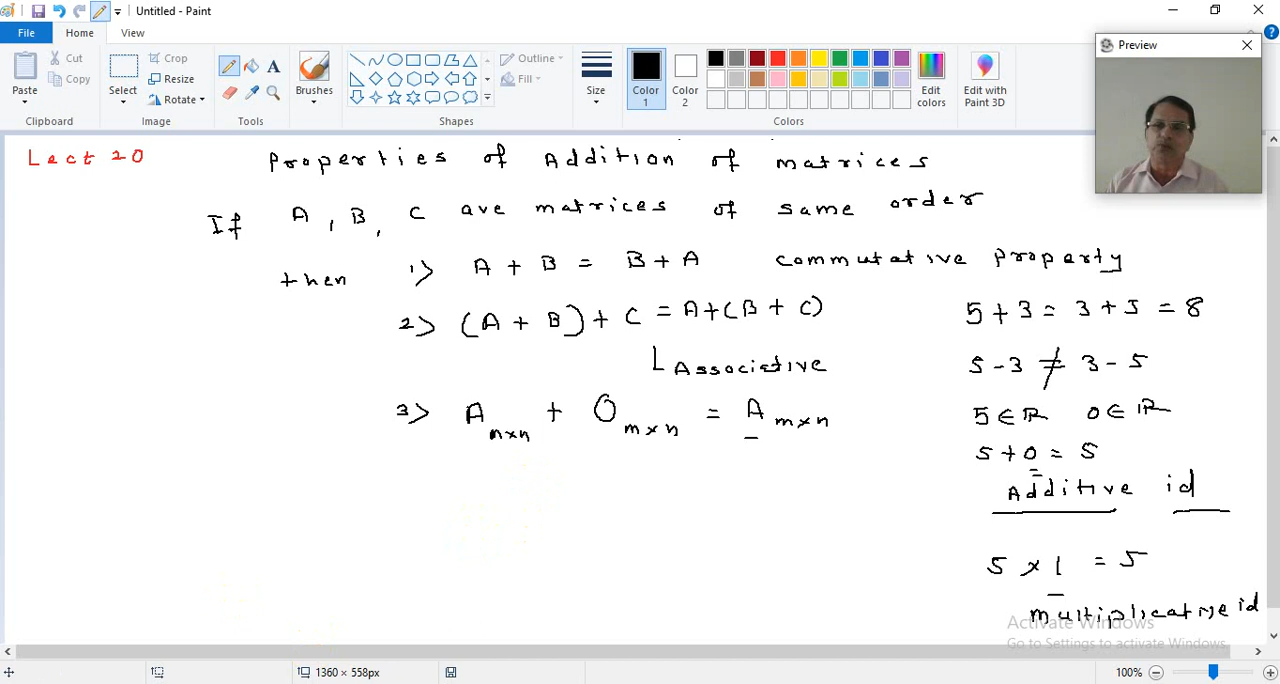 Untitled - Paint
File
Home
View
Paste
Cut
Copy
Clipboard
Select
Crop
Resize
Rotate
Image
Tools
Brushes
Shapes
Outline
Fill
Size
Color 1
Color 2
Colors
Edit colors
Edit with Paint 3D
Preview
Lect 20
Properties of Addition of matrices
If A, B, C are matrices of same order
then 1> A + B = B + A Commutative property
2> (A + B) + C = A + (B + C)
Associative
3> A m×n + O m×n = A m×n
5 + 3 = 3 + 5 = 8
5 - 3 ≠ 3 - 5
5 ∈ ℝ 0 ∈ ℝ
5 + 0 = 5
Additive id
5 × 1 = 5
multiplicative id
Activate Windows
Go to Settings to activate Windows.
1360 × 558px
100%